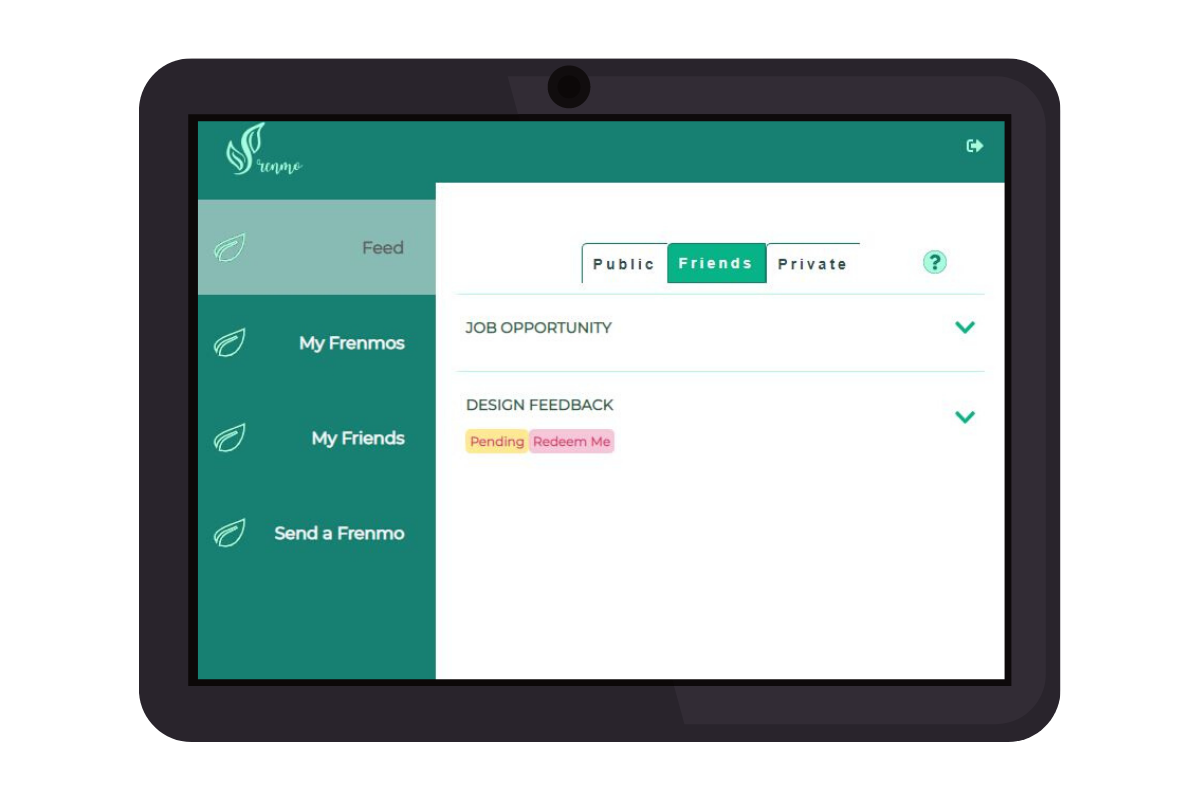 Frenmo
Feed
My Frenmos
My Friends
Send a Frenmo
Public Friends Private ?
JOB OPPORTUNITY
DESIGN FEEDBACK
Pending Redeem Me